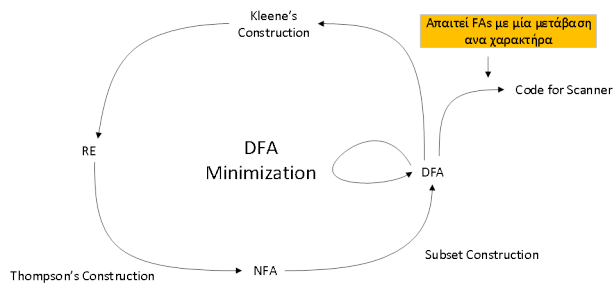 Kleene's
Construction
Απαιτεί FAs με μία μετάβαση
ανα χαρακτήρα
Code for Scanner
RE
DFA
Minimization
DFA
Subset Construction
NFA
Thompson's Construction